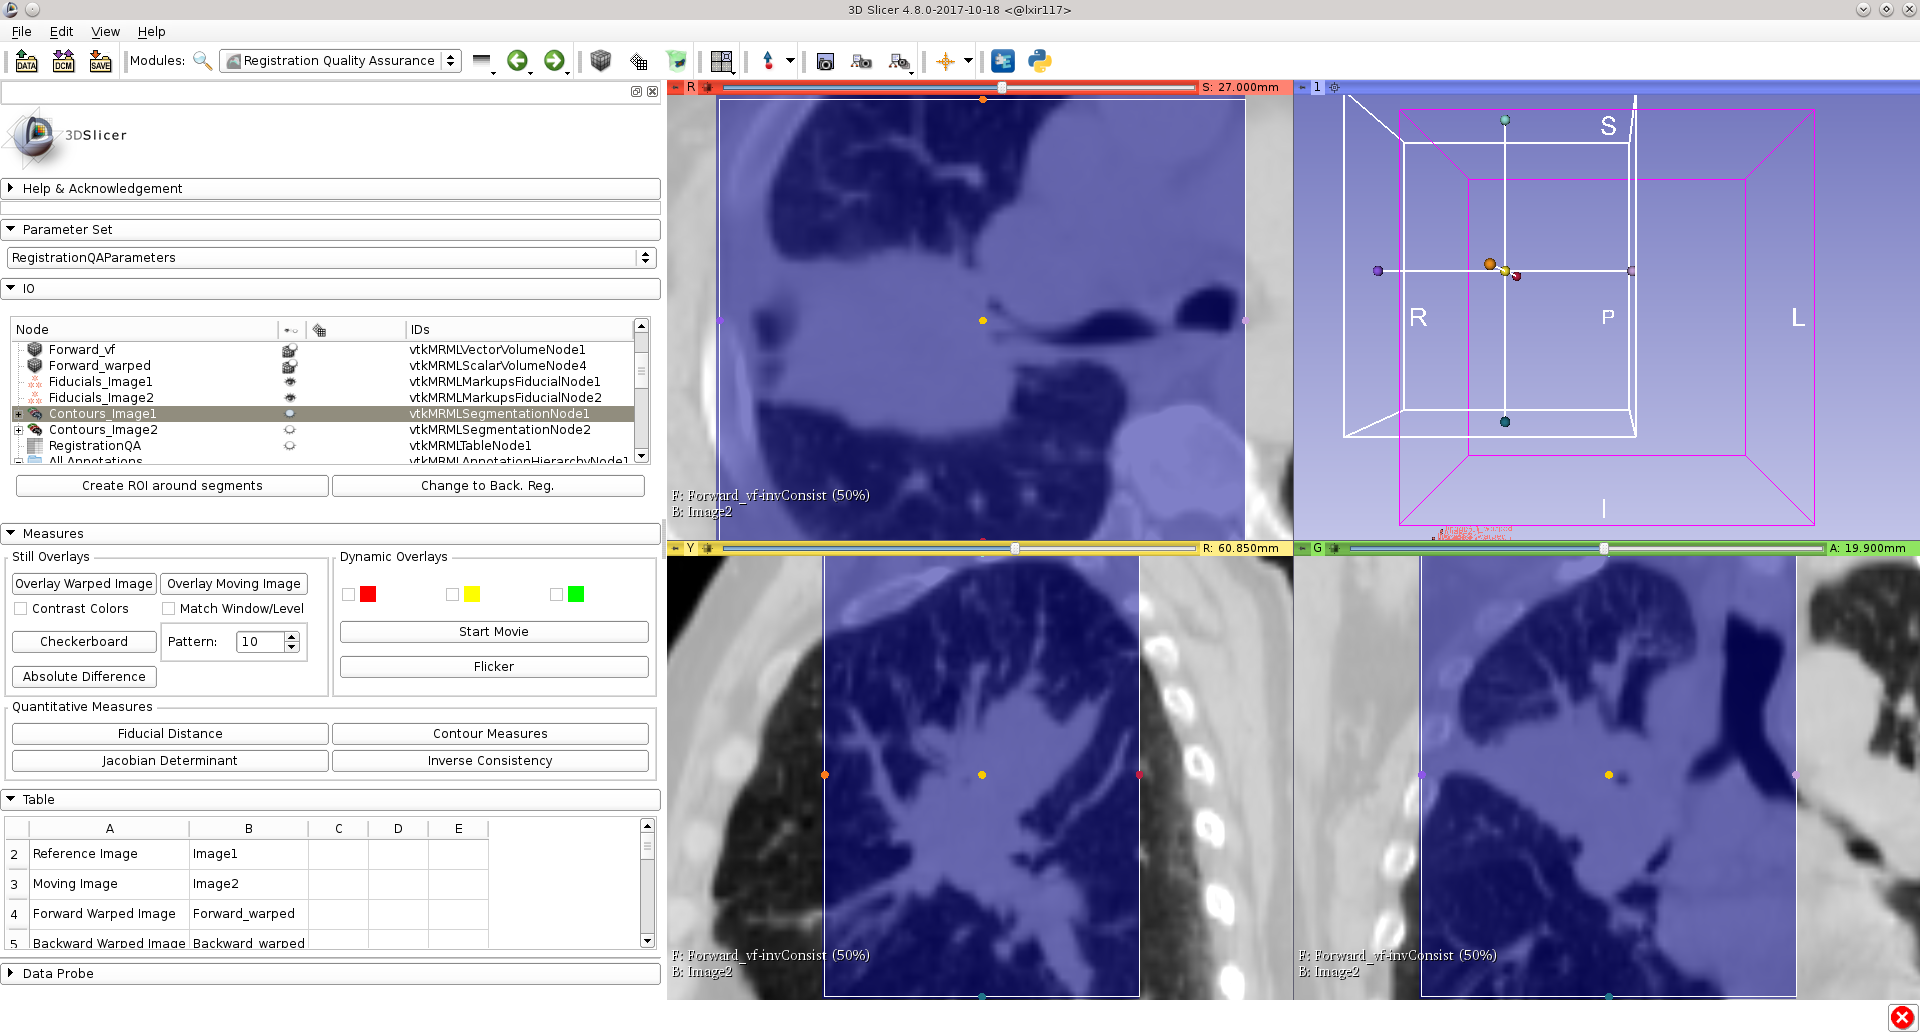 3D Slicer 4.8.0-2017-10-18 <@lxir117>
File Edit View Help
DATA DCM SAVE Modules: Registration Quality Assurance
3DSlicer
Help & Acknowledgement
Parameter Set
RegistrationQAParameters
IO
Node IDs
Forward_vf vtkMRMLVectorVolumeNode1
Forward_warped vtkMRMLScalarVolumeNode4
Fiducials_Image1 vtkMRMLMarkupsFiducialNode1
Fiducials_Image2 vtkMRMLMarkupsFiducialNode2
Contours_Image1 vtkMRMLSegmentationNode1
Contours_Image2 vtkMRMLSegmentationNode2
RegistrationQA vtkMRMLTableNode1
All Annotations vtkMRMLAnnotationHierarchyNode1
Create ROI around segments Change to Back. Reg.
Measures
Still Overlays
Overlay Warped Image Overlay Moving Image
Contrast Colors Match Window/Level
Checkerboard Pattern: 10
Absolute Difference
Dynamic Overlays
Start Movie
Flicker
Quantitative Measures
Fiducial Distance Contour Measures
Jacobian Determinant Inverse Consistency
Table
A B C D E
2 Reference Image Image1
3 Moving Image Image2
4 Forward Warped Image Forward_warped
5 Backward Warped Image Backward_warped
Data Probe
R S: 27.000mm
F: Forward_vf-invConsist (50%)
B: Image2
1
S
R P L
I
Y R: 60.850mm
F: Forward_vf-invConsist (50%)
B: Image2
G A: 19.900mm
F: Forward_vf-invConsist (50%)
B: Image2